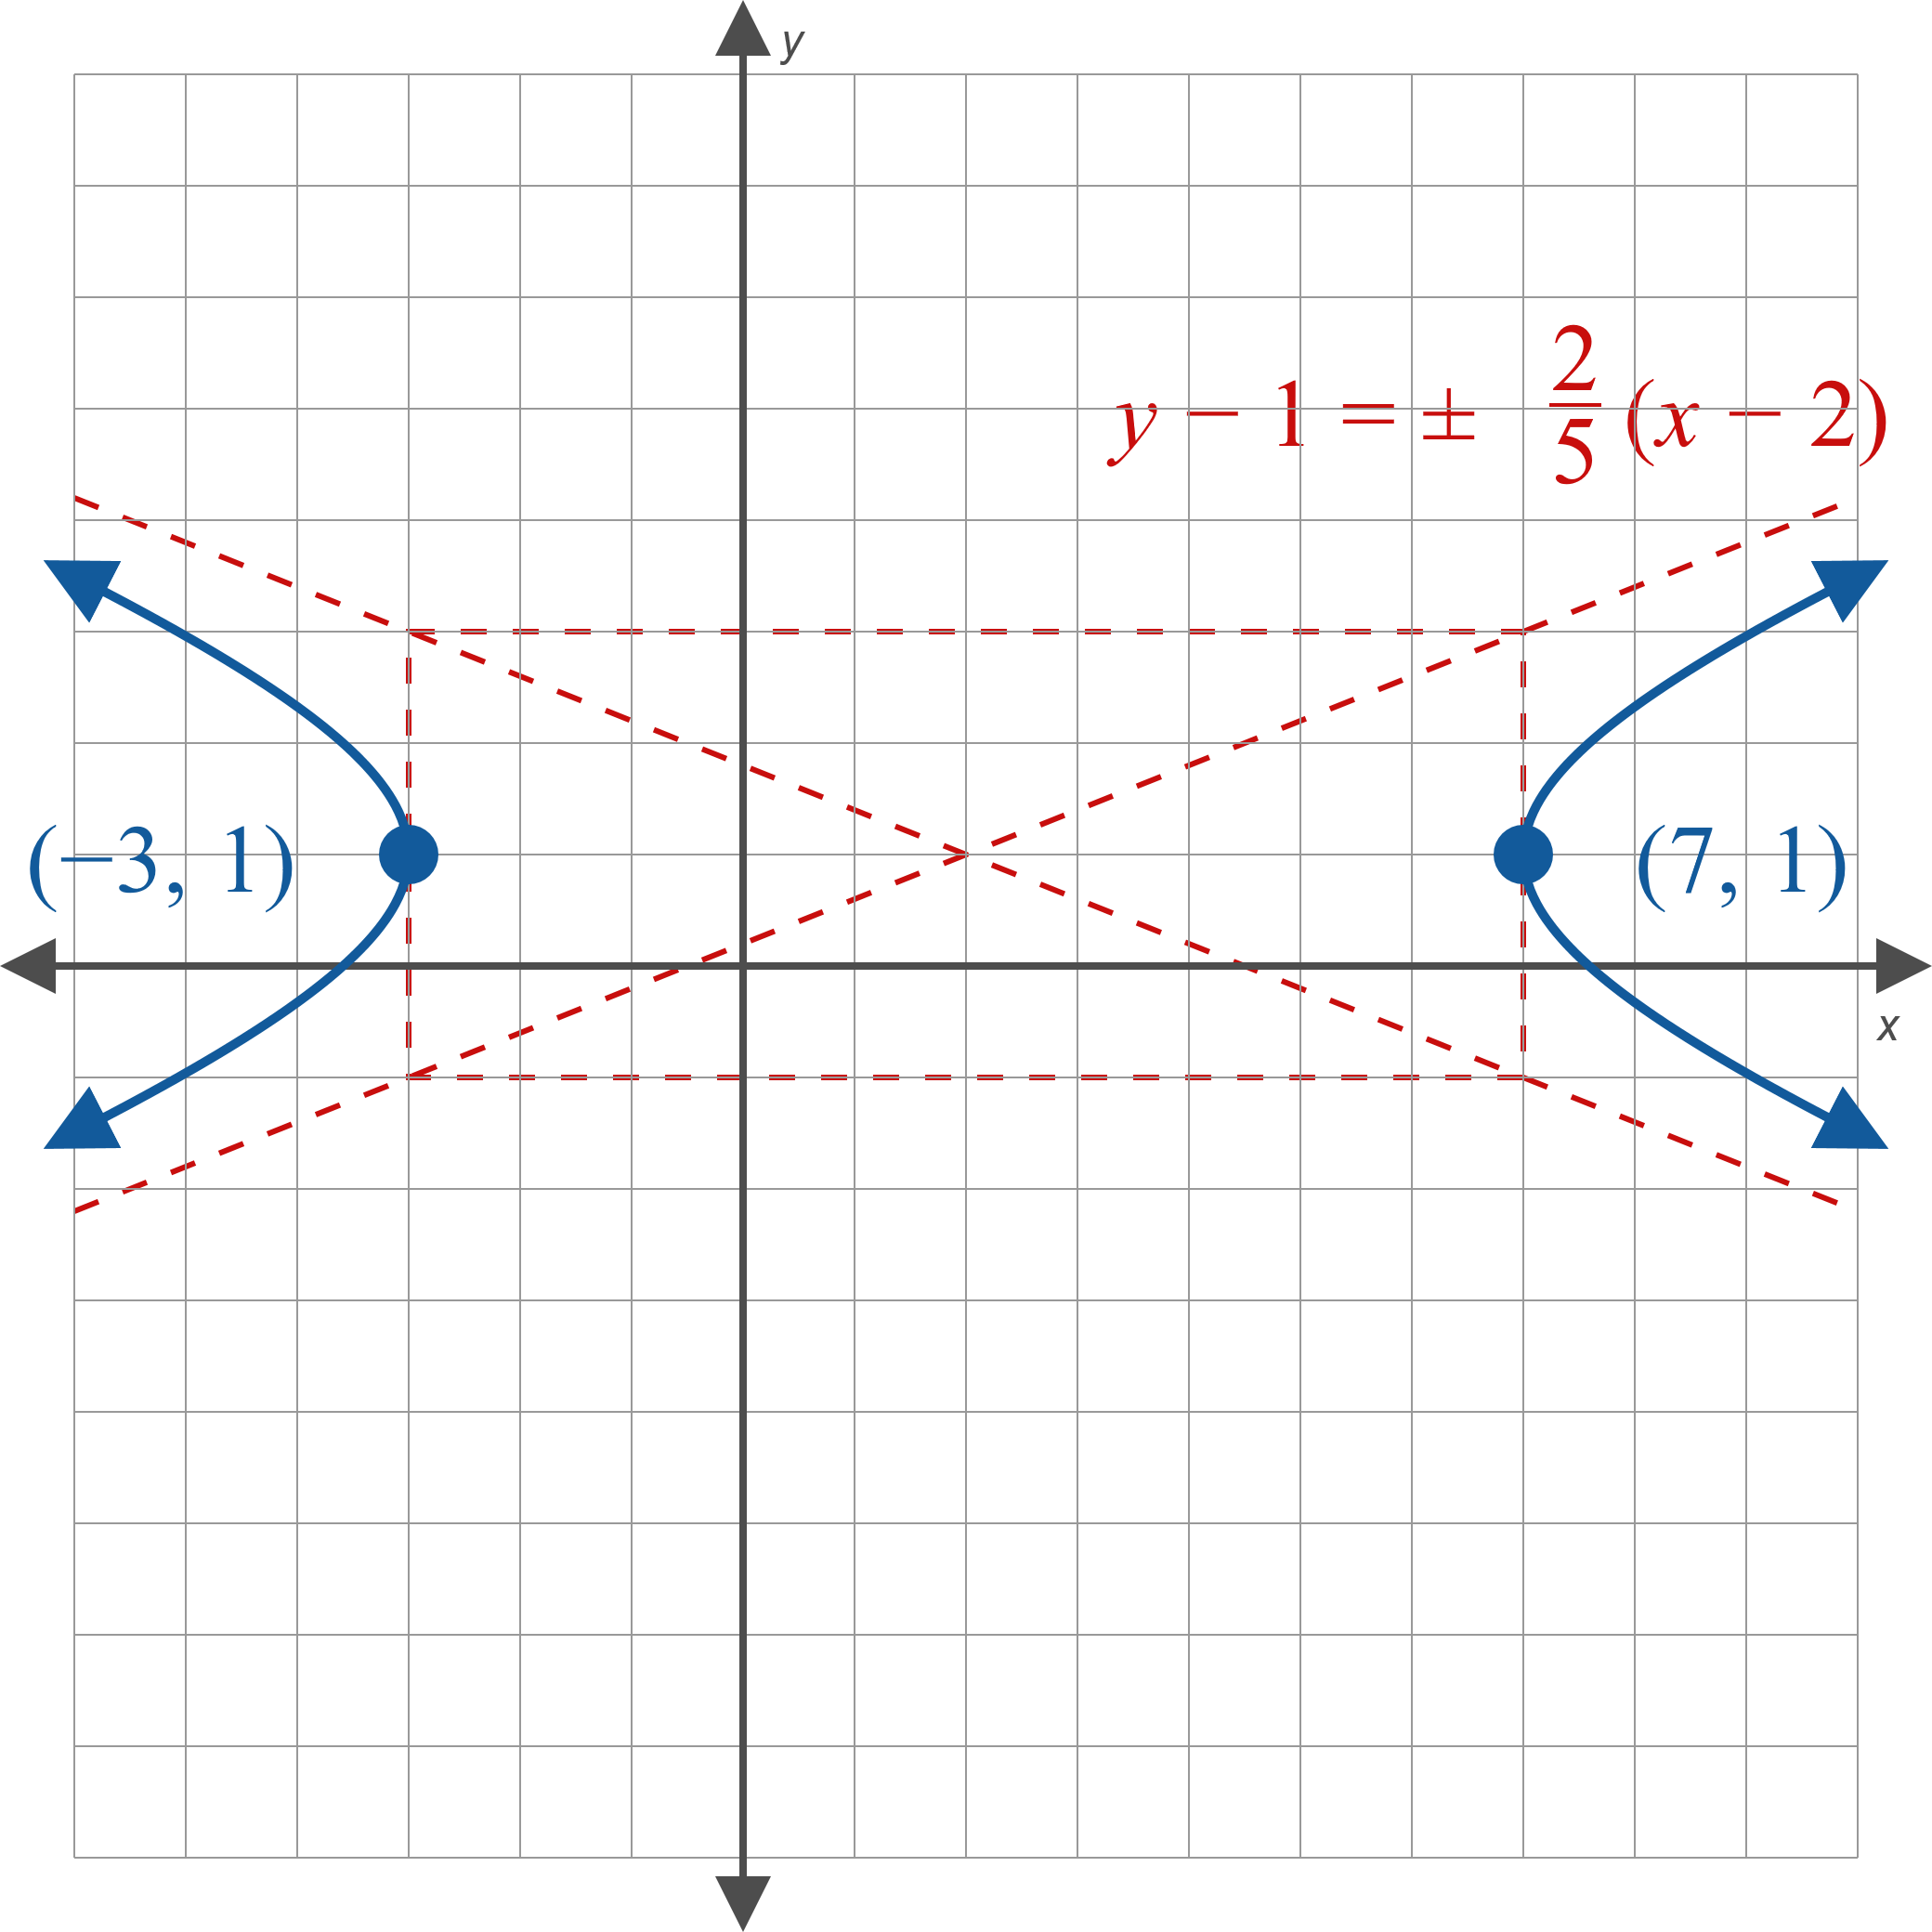 y
y − 1 = ± 2/5 (x − 2)
(−3, 1)
(7, 1)
x